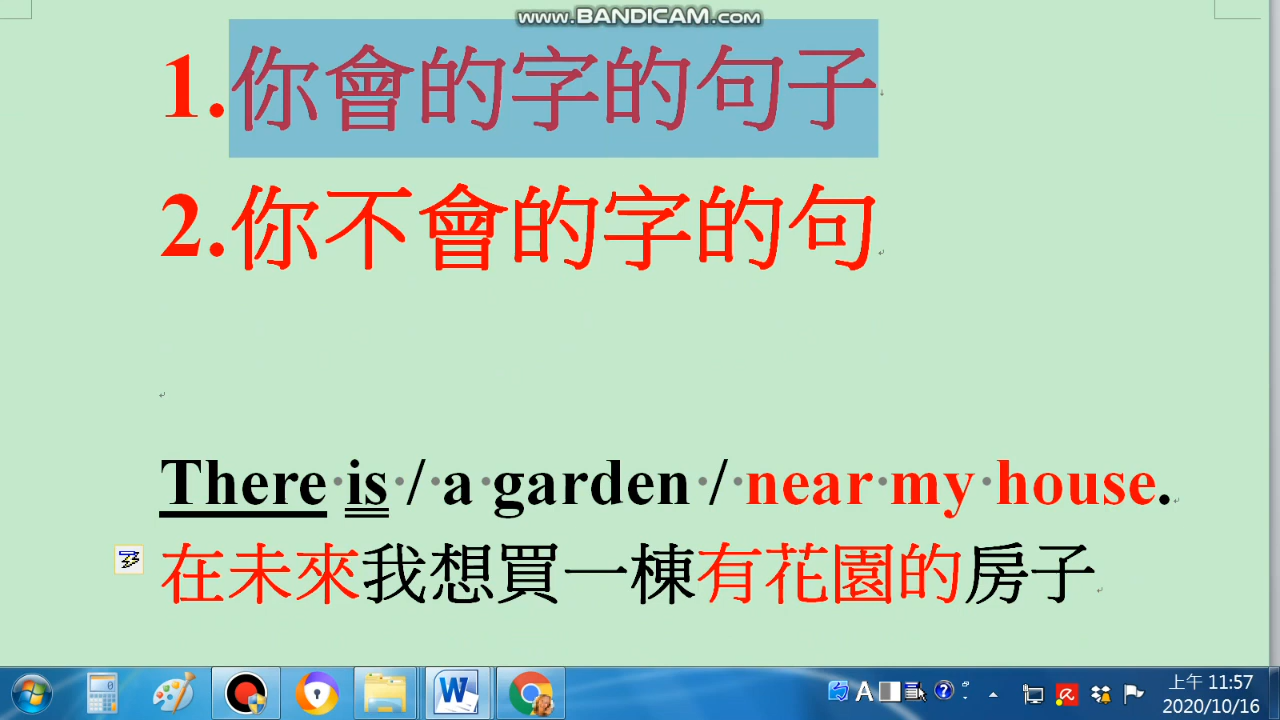 www.BANDICAM.com
1.你會的字的句子
2.你不會的字的句
There is / a garden / near my house.
在未來我想買一棟有花園的房子
上午 11:57
2020/10/16